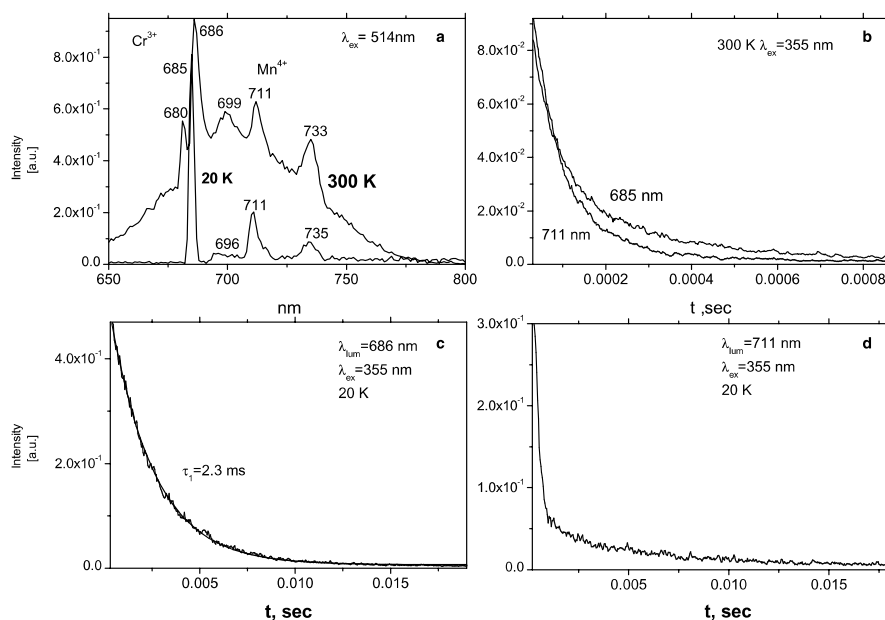 Cr³⁺
686
λex = 514nm
a
685
Mn⁴⁺
680
699
711
733
20 K
300 K
711
696
735
8.0x10⁻¹
6.0x10⁻¹
4.0x10⁻¹
2.0x10⁻¹
0.0
Intensity
[a.u.]
650 700 750 800
nm
b
300 K λex=355 nm
685 nm
711 nm
8.0x10⁻²
6.0x10⁻²
4.0x10⁻²
2.0x10⁻²
0.0
0.0002 0.0004 0.0006 0.0008
t ,sec
λlum=686 nm
c
λex=355 nm
20 K
τ₁=2.3 ms
4.0x10⁻¹
2.0x10⁻¹
0.0
Intensity
[a.u.]
0.005 0.010 0.015
t, sec
λlum=711 nm
d
λex=355 nm
20 K
3.0x10⁻¹
2.0x10⁻¹
1.0x10⁻¹
0.0
0.005 0.010 0.015
t, sec